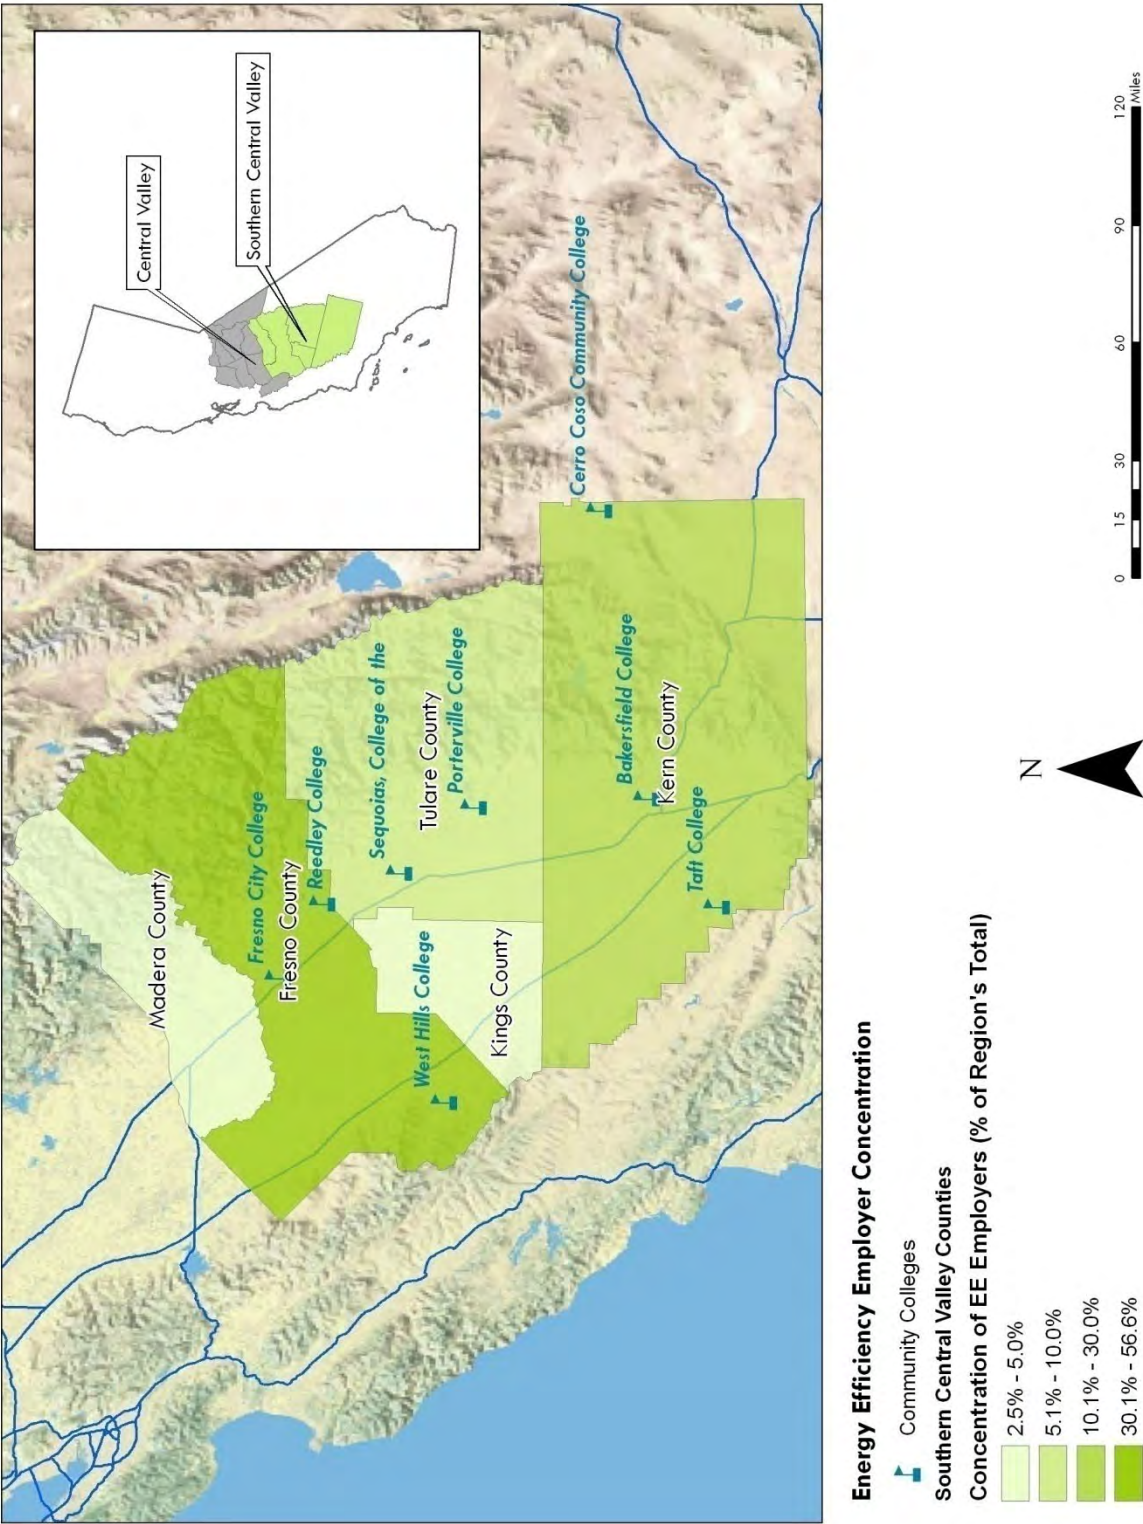 Central Valley
Southern Central Valley
Madera County
Fresno City College
Fresno County
Reedley College
Sequoias, College of the
Tulare County
Porterville College
West Hills College
Kings County
Cerro Coso Community College
Bakersfield College
Kern County
Taft College
Energy Efficiency Employer Concentration
Community Colleges
Southern Central Valley Counties
Concentration of EE Employers (% of Region's Total)
2.5% - 5.0%
5.1% - 10.0%
10.1% - 30.0%
30.1% - 56.6%
N
0 15 30 60 90 120
Miles